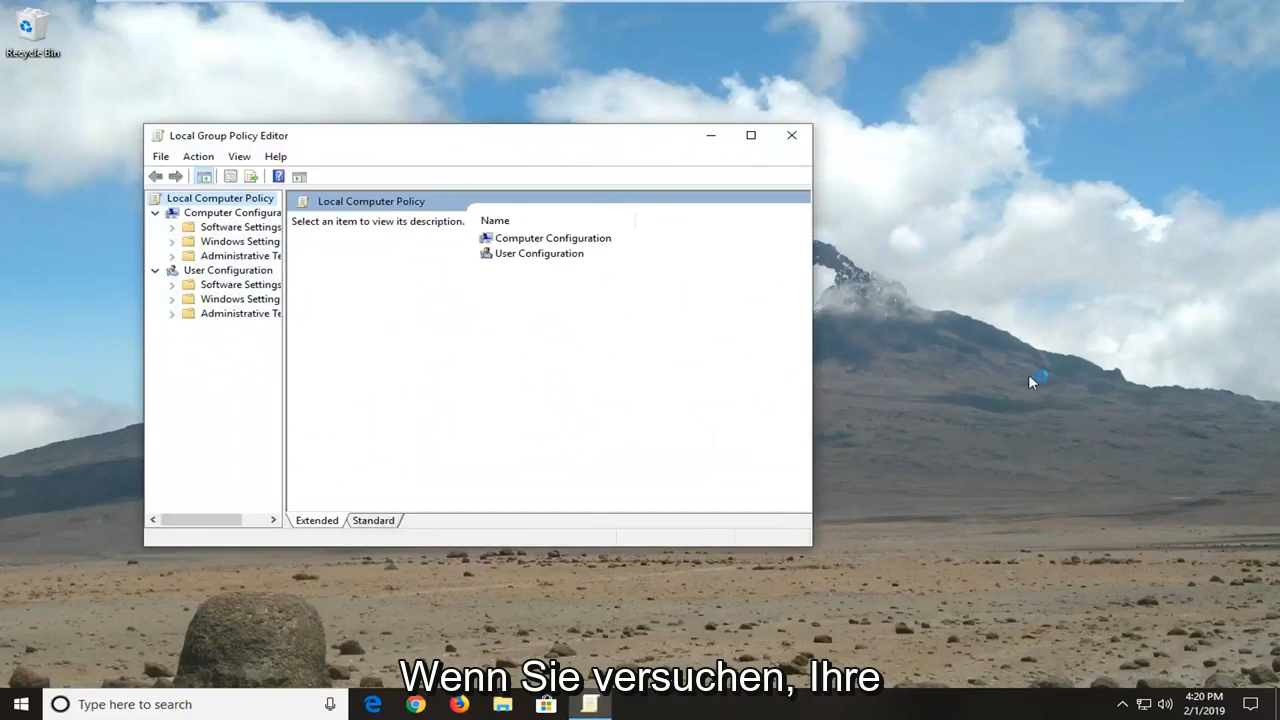 Recycle Bin
Local Group Policy Editor
File Action View Help
Local Computer Policy
Computer Configura
Software Settings
Windows Setting
Administrative Te
User Configuration
Software Settings
Windows Setting
Administrative Te
Local Computer Policy
Select an item to view its description.
Name
Computer Configuration
User Configuration
Extended Standard
Wenn Sie versuchen, Ihre
Type here to search
4:20 PM
2/1/2019